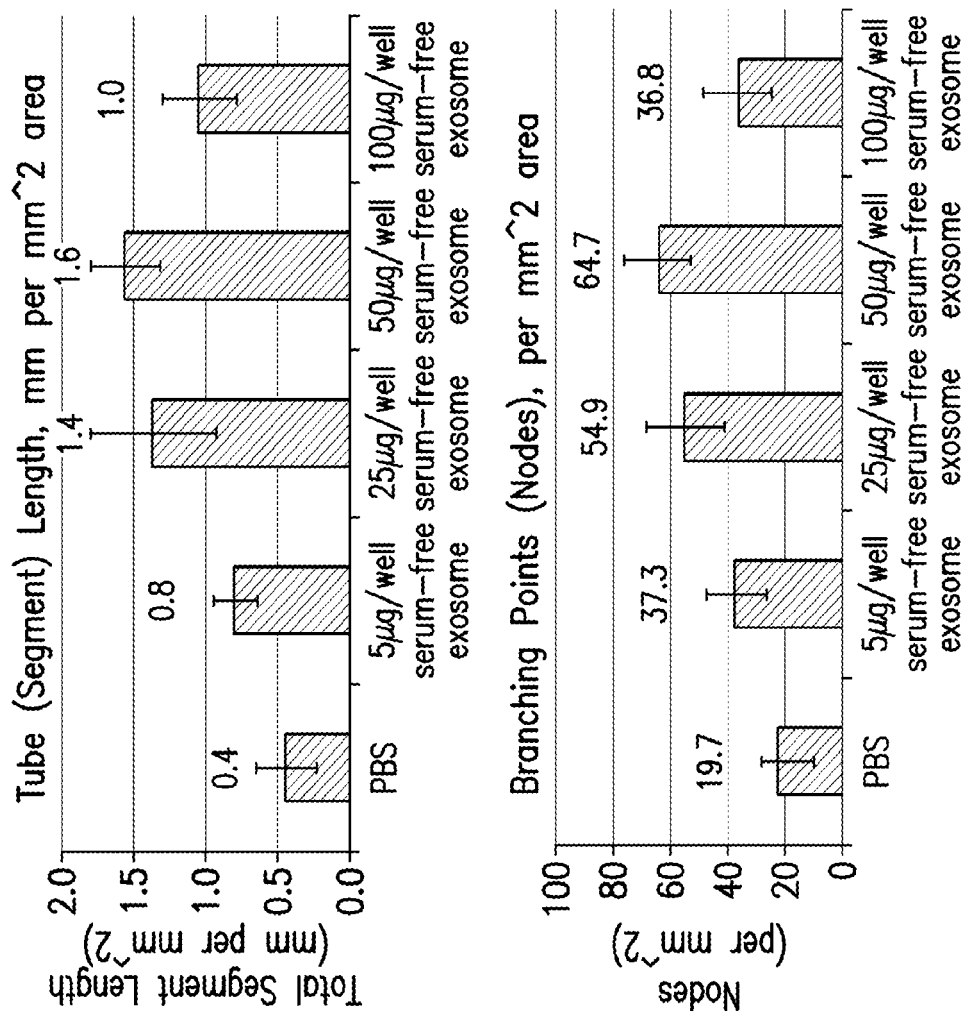 Tube (Segment) Length, mm per mm^2 area
Total Segment Length
(mm per mm^2)
2.0
1.5
1.0
0.5
0.0
0.4
0.8
1.4
1.6
1.0
PBS
5µg/well
serum-free
exosome
25µg/well
serum-free
exosome
50µg/well
serum-free
exosome
100µg/well
serum-free
exosome
Branching Points (Nodes), per mm^2 area
Nodes
(per mm^2)
100
80
60
40
20
0
19.7
37.3
54.9
64.7
36.8
PBS
5µg/well
serum-free
exosome
25µg/well
serum-free
exosome
50µg/well
serum-free
exosome
100µg/well
serum-free
exosome